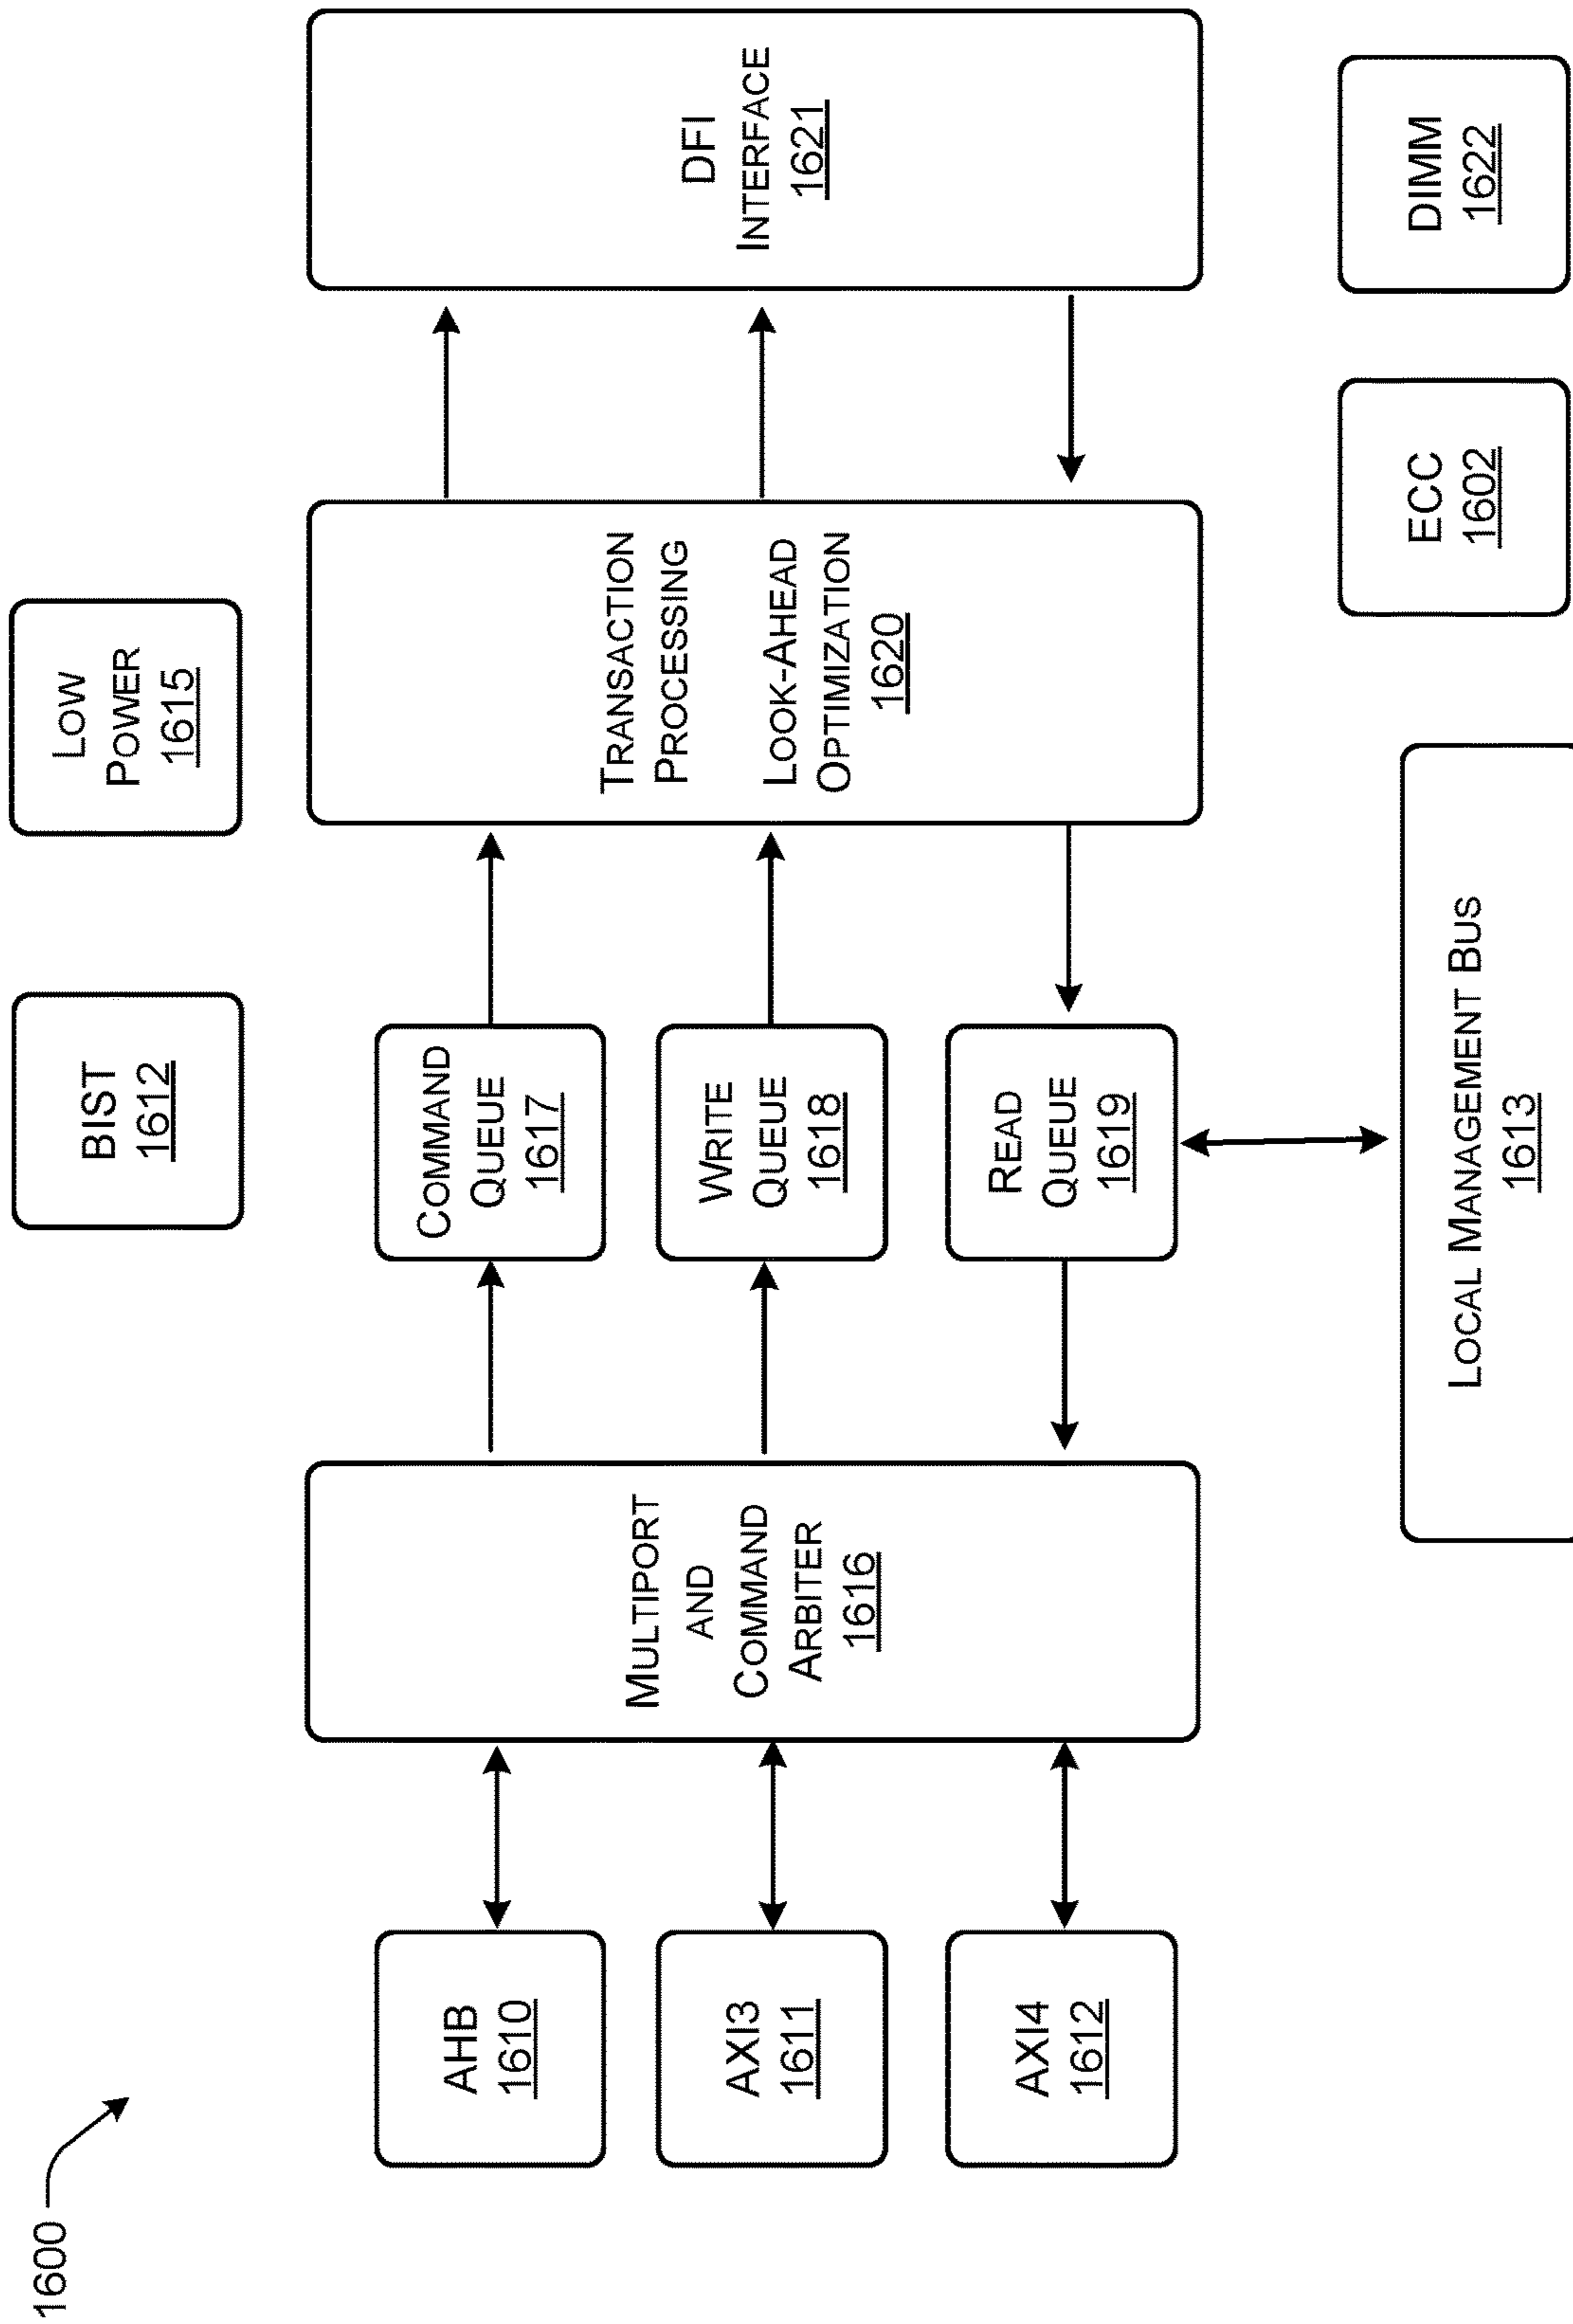 1600
BIST
1612
LOW
POWER
1615
AHB
1610
AXI3
1611
AXI4
1612
MULTIPORT
AND
COMMAND
ARBITER
1616
COMMAND
QUEUE
1617
WRITE
QUEUE
1618
READ
QUEUE
1619
TRANSACTION
PROCESSING
LOOK-AHEAD
OPTIMIZATION
1620
DFI
INTERFACE
1621
LOCAL MANAGEMENT BUS
1613
ECC
1602
DIMM
1622